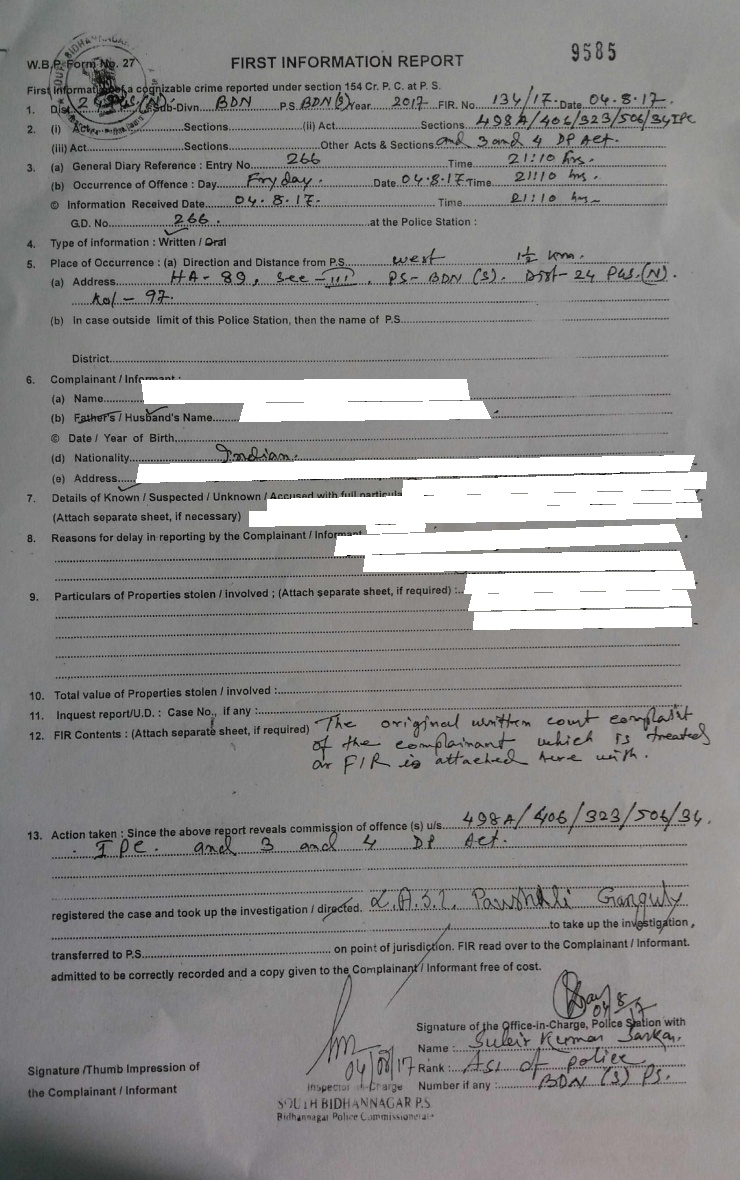 9585
W.B.P. Form No. 27
FIRST INFORMATION REPORT
First information of a cognizable crime reported under section 154 Cr. P. C. at P. S.
1. Dist. 24 PGS.(N). Sub-Divn. BDN P.S. BDN(S) Year 2017 FIR. No 134/17. Date 04.8.17.
2. (i) Act Sections (ii) Act Sections 498A/406/323/506/34 IPC
(iii) Act Sections Other Acts & Sections and 3 and 4 DP Act.
3. (a) General Diary Reference : Entry No. 266 Time 21:10 hrs.
(b) Occurrence of Offence : Day Fryday. Date 04.8.17. Time 21:10 hrs.
© Information Received Date 04.8.17. Time 21:10 hrs
G.D. No. 266. at the Police Station :
4. Type of information : Written / Oral
5. Place of Occurrence : (a) Direction and Distance from P.S. west 1½ km.
(a) Address HA-89, Sec-III, PS-BDN (S). Dist-24 PGS.(N).
Kol-97.
(b) In case outside limit of this Police Station, then the name of P.S.
District
6. Complainant / Informant :
(a) Name
(b) Father's / Husband's Name
© Date / Year of Birth
(d) Nationality Indian.
(e) Address
7. Details of Known / Suspected / Unknown / Accused with full particula
(Attach separate sheet, if necessary)
8. Reasons for delay in reporting by the Complainant / Informant
9. Particulars of Properties stolen / involved ; (Attach separate sheet, if required) :
10. Total value of Properties stolen / involved :
11. Inquest report/U.D. : Case No., if any :
12. FIR Contents : (Attach separate sheet, if required) The original written court complaint
of the complainant which is treated
as FIR is attached here with.
13. Action taken : Since the above report reveals commission of offence (s) u/s 498A/406/323/506/34,
IPC. and 3 and 4 DP Act.
registered the case and took up the investigation / directed. L.A.S.I. Ganguly
to take up the investigation,
transferred to P.S. on point of jurisdiction. FIR read over to the Complainant / Informant.
admitted to be correctly recorded and a copy given to the Complainant / Informant free of cost.
04/8/17
Signature of the Office-in-Charge, Police Station with
Name : Subir Kumar Sarkar.
04/08/17
Signature /Thumb Impression of
the Complainant / Informant
Rank : ASI of police
Inspector in-Charge
Number if any : BDN (S) PS.
SOUTH BIDHANNAGAR P.S
Bidhannagar Police Commissionerate